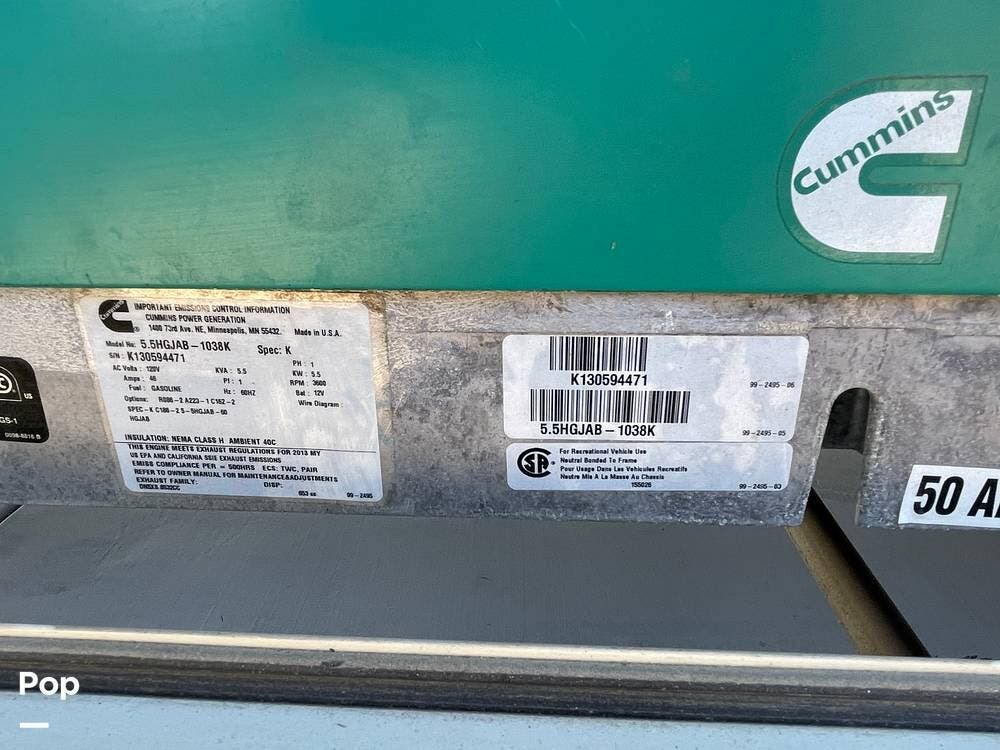 Cummins
Cummins
IMPORTANT EMISSIONS CONTROL INFORMATION
CUMMINS POWER GENERATION
1400 73rd Ave. NE, Minneapolis, MN 55432. Made in U.S.A.
Model No: 5.5HGJAB-1038K Spec: K
S/N: K130594471
AC Volts: 120V KVA: 5.5 PH: 1
Amps: 46 Pf: 1 KW: 5.5
Fuel: GASOLINE Hz: 60HZ RPM: 3600
Bat: 12V
Options: Wire Diagram:
HGJAB
INSULATION: NEMA CLASS H AMBIENT 40C
THIS ENGINE MEETS EXHAUST REGULATIONS FOR 2013 MY
US EPA AND CALIFORNIA SSIE EXHAUST EMISSIONS
EMISS COMPLIANCE PER = 500HRS ECS: TWC, PAIR
REFER TO OWNER MANUAL FOR MAINTENANCE&ADJUSTMENTS
EXHAUST FAMILY: DISP:
653 cc 99-2495
K130594471
99-2495-06
5.5HGJAB-1038K
99-2495-05
SA
For Recreational Vehicle Use
Neutral Bonded To Frame
Pour Usage Dans Les Vehicules Recreatifs
Neutre Mis A La Masse Au Chassis
155026 99-2495-03
C US
GS-1
50 A
Pop